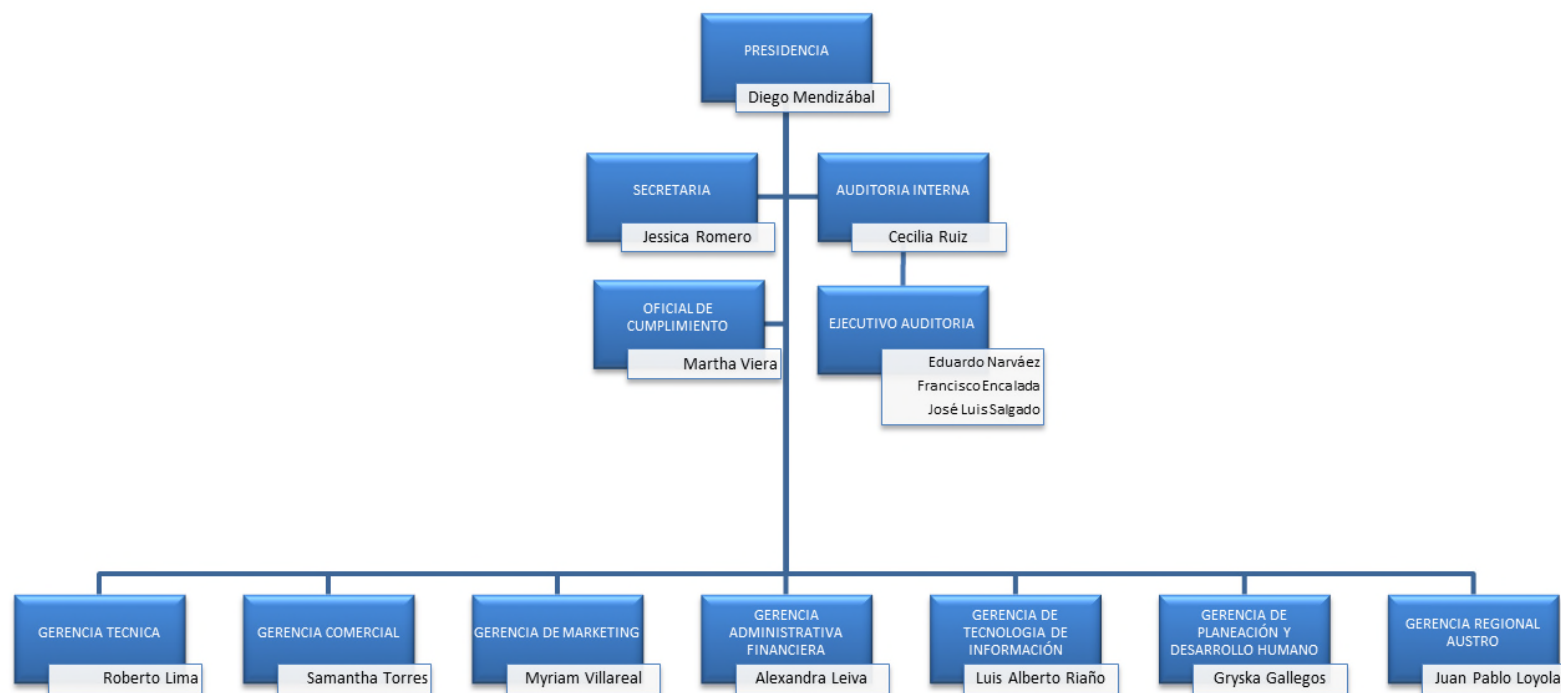 PRESIDENCIA
Diego Mendizábal
SECRETARIA
Jessica Romero
AUDITORIA INTERNA
Cecilia Ruiz
OFICIAL DE
CUMPLIMIENTO
Martha Viera
EJECUTIVO AUDITORIA
Eduardo Narváez
Francisco Encalada
José Luis Salgado
GERENCIA TECNICA
Roberto Lima
GERENCIA COMERCIAL
Samantha Torres
GERENCIA DE MARKETING
Myriam Villareal
GERENCIA
ADMINISTRATIVA
FINANCIERA
Alexandra Leiva
GERENCIA DE
TECNOLOGIA DE
INFORMACIÓN
Luis Alberto Riaño
GERENCIA DE
PLANEACIÓN Y
DESARROLLO HUMANO
Gryska Gallegos
GERENCIA REGIONAL
AUSTRO
Juan Pablo Loyola